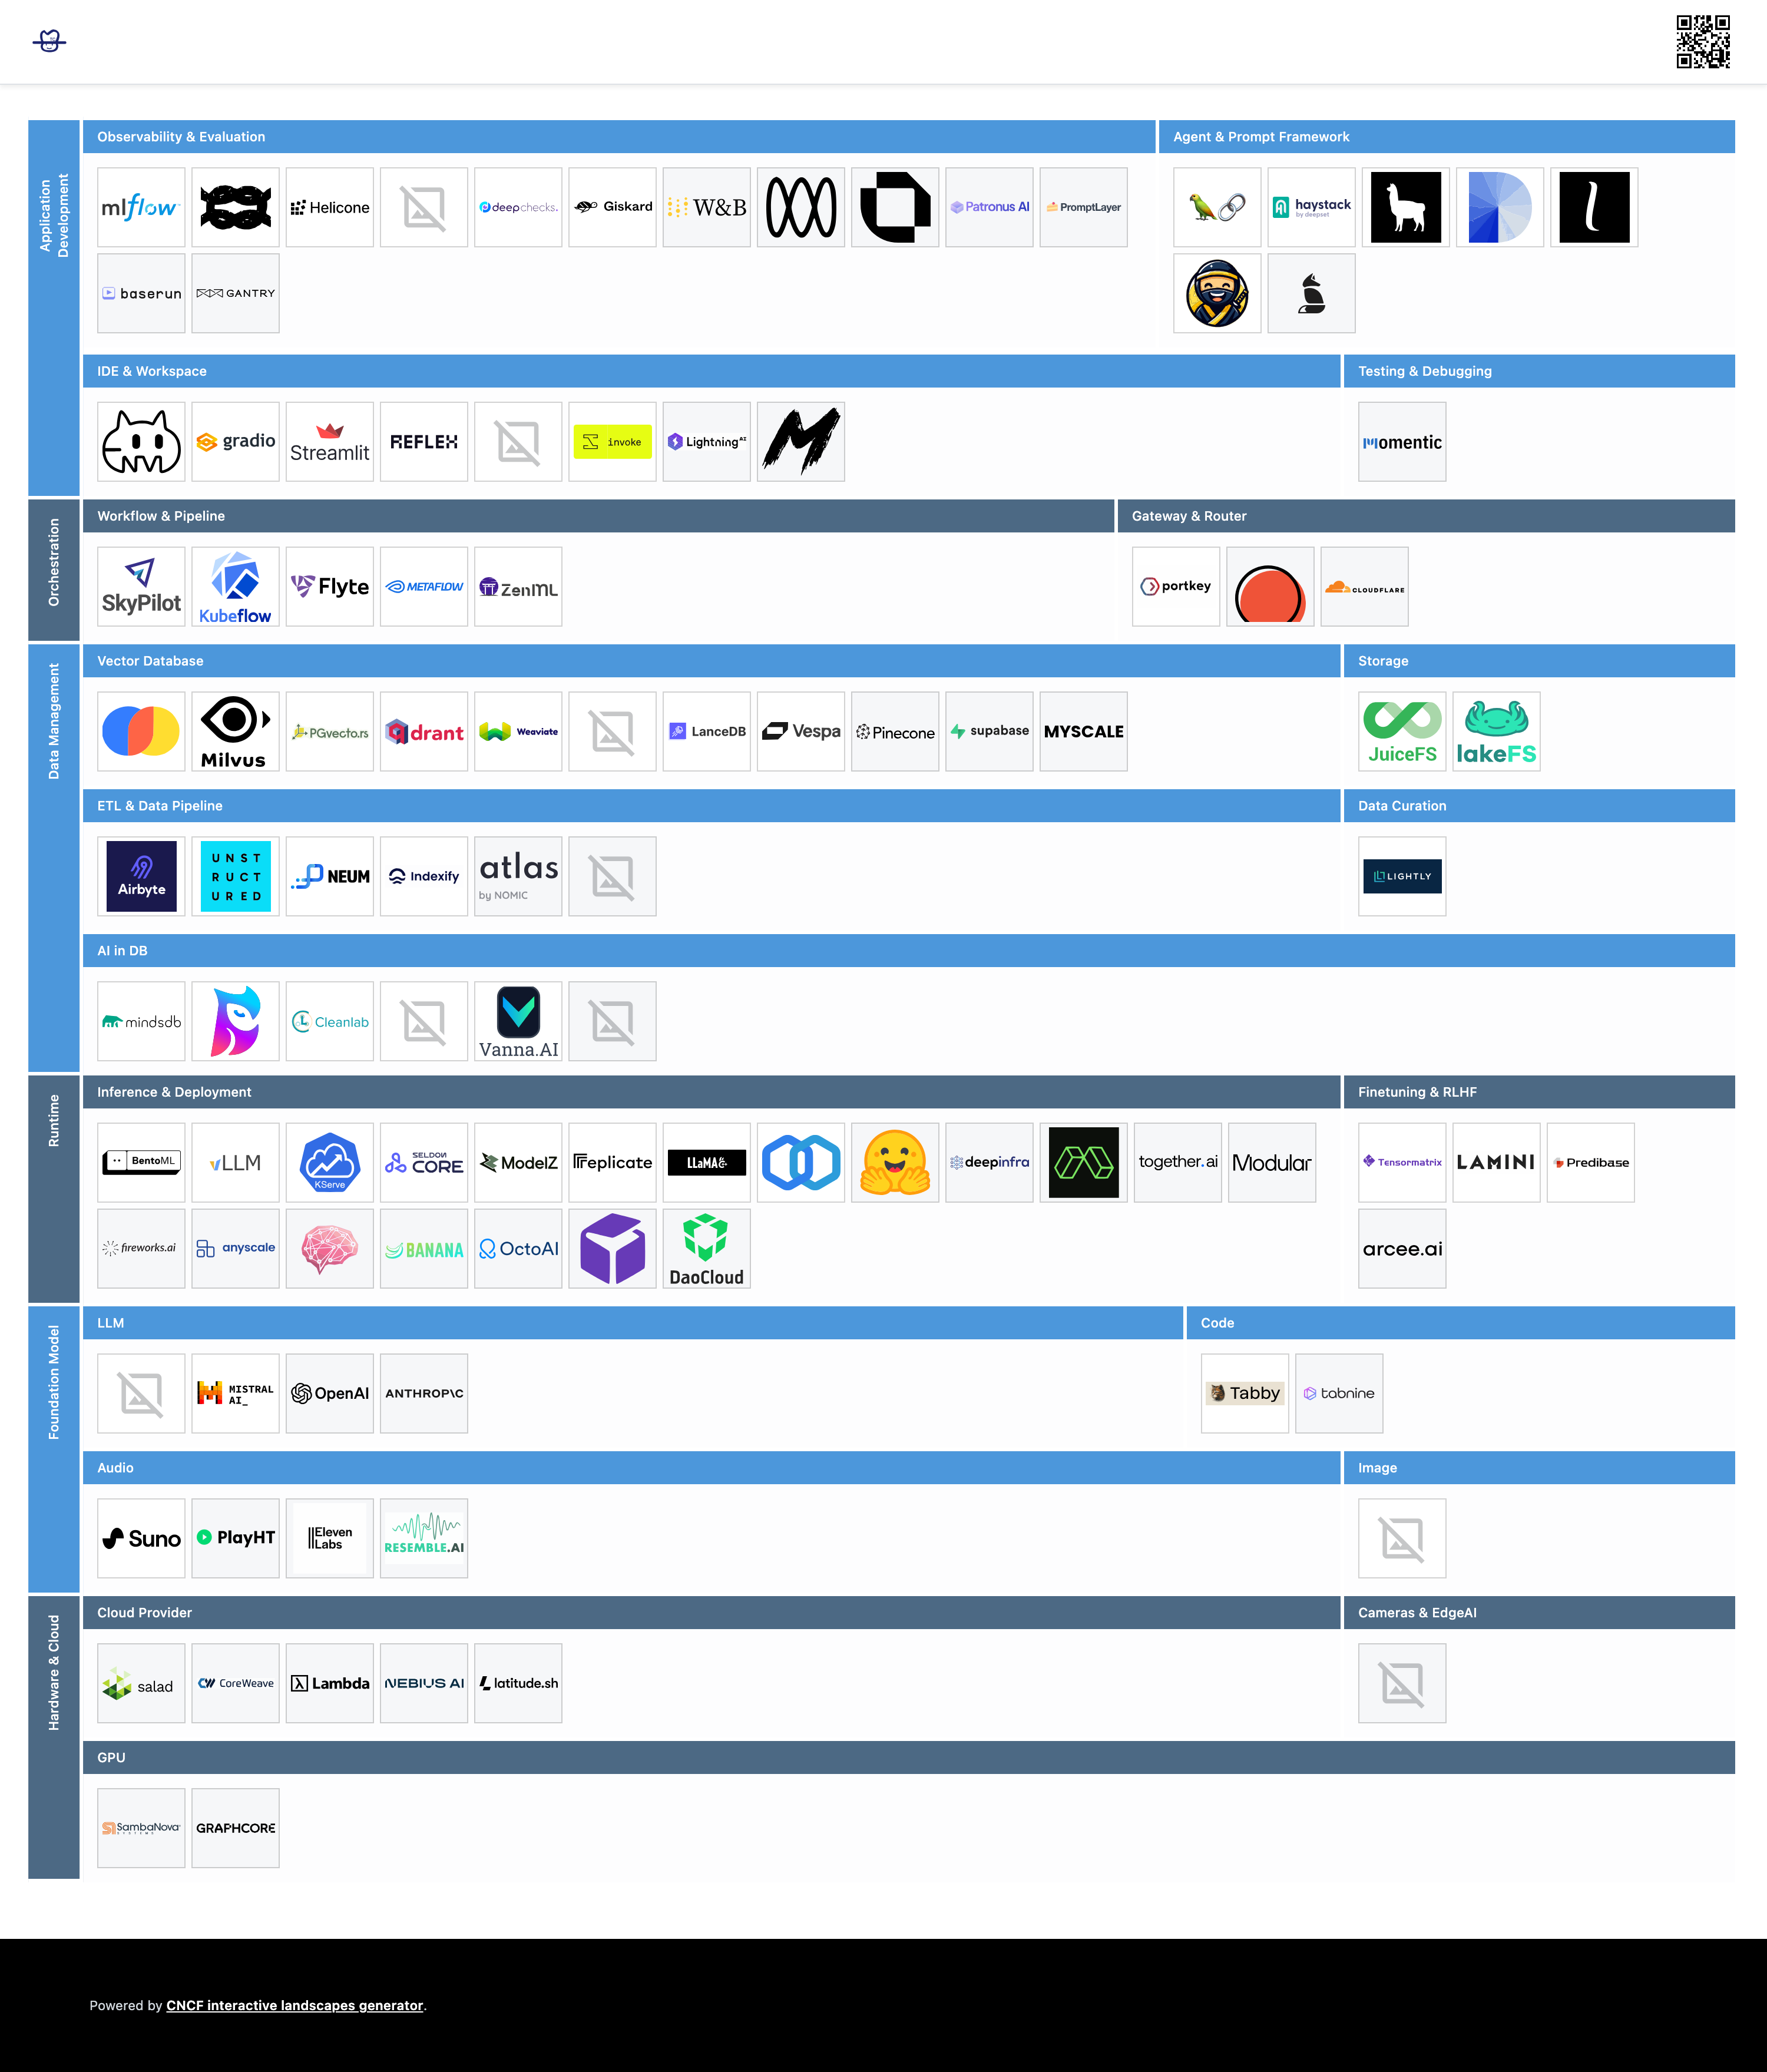 Application
Development
Observability & Evaluation
mlflow
Helicone
deepchecks.
Giskard
W&B
Patronus AI
PromptLayer
baserun
GANTRY
Agent & Prompt Framework
haystack
by deepset
IDE & Workspace
gradio
Streamlit
REFLEX
invoke
Lightning AI
Testing & Debugging
momentic
Orchestration
Workflow & Pipeline
SkyPilot
Kubeflow
Flyte
METAFLOW
ZenML
Gateway & Router
portkey
CLOUDFLARE
Data Management
Vector Database
Milvus
PGvecto.rs
qdrant
Weaviate
LanceDB
Vespa
Pinecone
supabase
MYSCALE
Storage
JuiceFS
lakeFS
ETL & Data Pipeline
Airbyte
UNST
RUCT
URED
NEUM
Indexify
atlas
by NOMIC
Data Curation
LIGHTLY
AI in DB
mindsdb
Cleanlab
Vanna.AI
Runtime
Inference & Deployment
BentoML
vLLM
KServe
SELDON
CORE
ModelZ
Replicate
LLaMA&
deepinfra
together.ai
Modular
fireworks.ai
anyscale
BANANA
OctoAI
DaoCloud
Finetuning & RLHF
Tensormatrix
LAMINI
Predibase
arcee.ai
Foundation Model
LLM
MISTRAL
AI_
OpenAI
ANTHROP\C
Code
Tabby
tabnine
Audio
Suno
PlayHT
ElevenLabs
RESEMBLE.AI
Image
Hardware & Cloud
Cloud Provider
salad
CoreWeave
Lambda
NEBIUS AI
latitude.sh
Cameras & EdgeAI
GPU
SambaNova
SYSTEMS
GRAPHCORE
Powered by CNCF interactive landscapes generator.